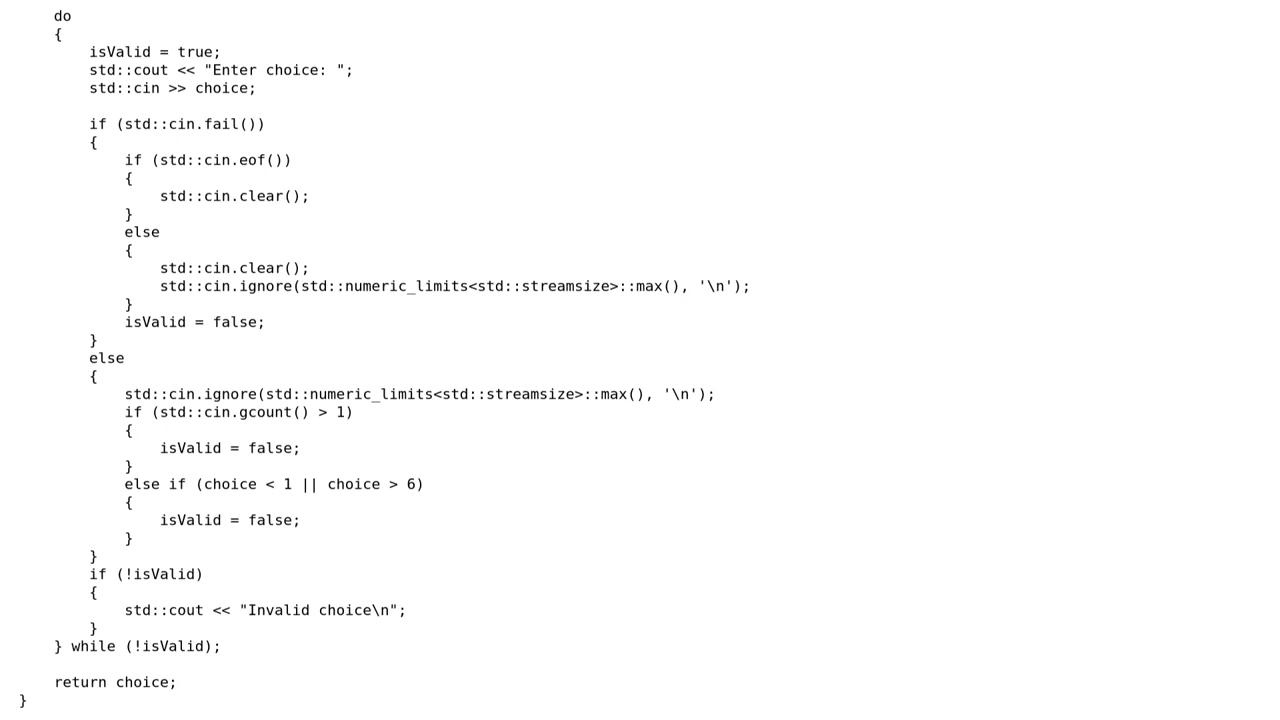 do
{
isValid = true;
std::cout << "Enter choice: ";
std::cin >> choice;
if (std::cin.fail())
{
if (std::cin.eof())
{
std::cin.clear();
}
else
{
std::cin.clear();
std::cin.ignore(std::numeric_limits<std::streamsize>::max(), '\n');
}
isValid = false;
}
else
{
std::cin.ignore(std::numeric_limits<std::streamsize>::max(), '\n');
if (std::cin.gcount() > 1)
{
isValid = false;
}
else if (choice < 1 || choice > 6)
{
isValid = false;
}
}
if (!isValid)
{
std::cout << "Invalid choice\n";
}
} while (!isValid);
return choice;
}